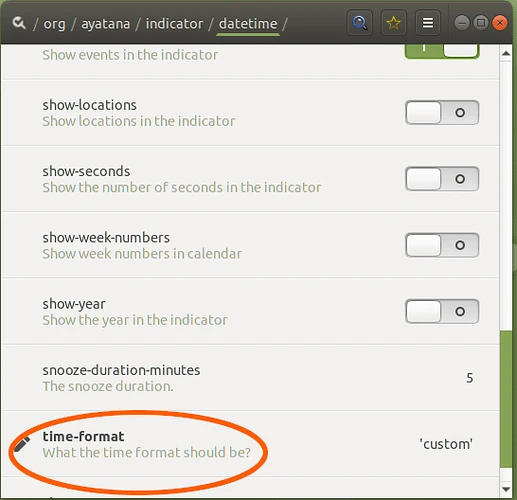 / org / ayatana / indicator / datetime /
Show events in the indicator
show-locations
Show locations in the indicator
show-seconds
Show the number of seconds in the indicator
show-week-numbers
Show week numbers in calendar
show-year
Show the year in the indicator
snooze-duration-minutes
The snooze duration.
5
time-format
What the time format should be?
'custom'